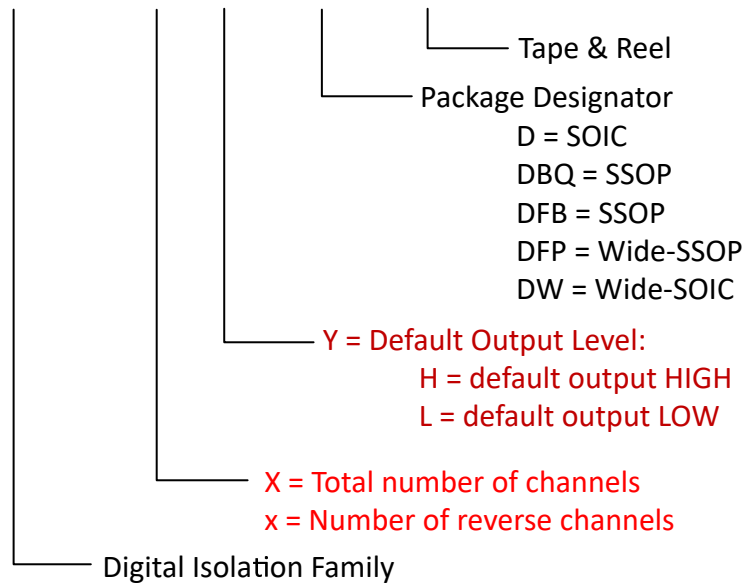 Tape & Reel
Package Designator
D = SOIC
DBQ = SSOP
DFB = SSOP
DFP = Wide-SSOP
DW = Wide-SOIC
Y = Default Output Level:
H = default output HIGH
L = default output LOW
X = Total number of channels
x = Number of reverse channels
Digital Isolation Family